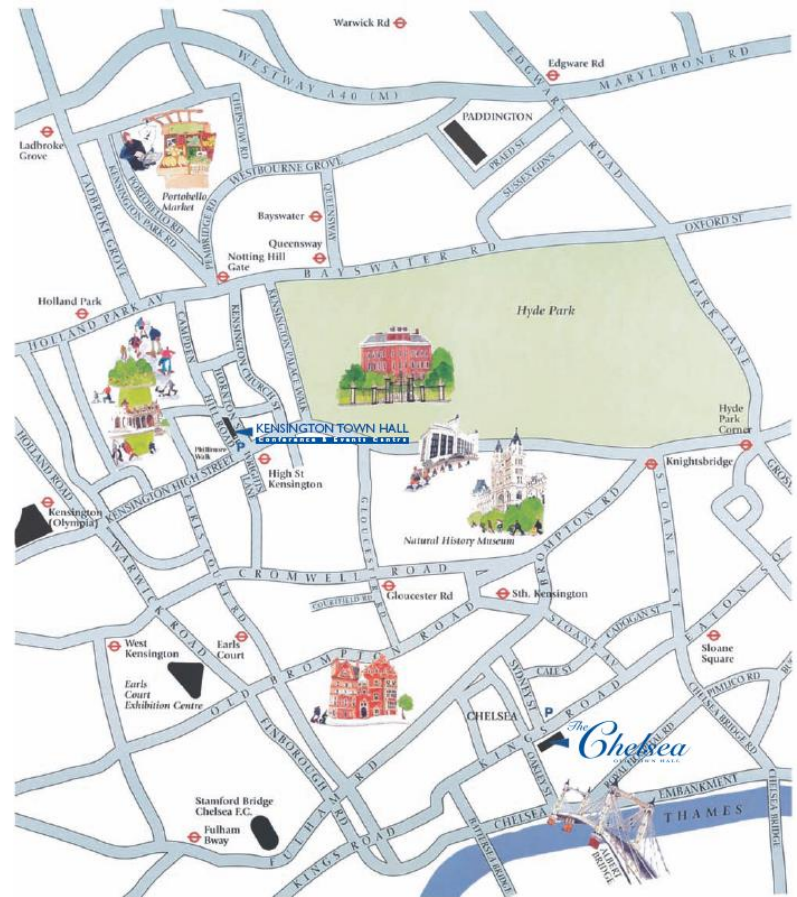 Warwick Rd
EDGWARE
ROAD
Edgware Rd
MARYLEBONE RD
WESTWAY A40 (M)
PADDINGTON
PRAED ST
SUSSEX GDNS
Ladbroke
Grove
CHEPSTOW RD
WESTBOURNE GROVE
Portobello
Market
PORTOBELLO RD
KENSINGTON PARK RD
LADBROKE GROVE
PEMBRIDGE RD
Bayswater
QUEENSWAY
Queensway
Notting Hill
Gate
BAYSWATER RD
OXFORD ST
PARK LANE
Holland Park
HOLLAND PARK AV
CAMPDEN
HILL ROAD
HORNTON
KENSINGTON CHURCH ST
KENSINGTON PALACE WALK
Hyde Park
Hyde
Park
Corner
KENSINGTON TOWN HALL
Conference & Events Centre
P
Phillimore
Walk
WRIGHTS
LANE
High St
Kensington
KENSINGTON HIGH STREET
HOLLAND ROAD
Kensington
(Olympia)
Knightsbridge
Natural History Museum
BROMPTON RD
SLOANE ST
WARWICK ROAD
EARLS COURT RD
CROMWELL ROAD
GLOUCESTER RD
COURTFIELD RD
Gloucester Rd
Sth. Kensington
SLOANE AV
CADOGAN ST
EATON SQ
West
Kensington
Earls
Court
Earls
Court
Exhibition Centre
OLD BROMPTON ROAD
Sloane
Square
SYDNEY ST
CALE ST
PIMLICO RD
CHELSEA BRIDGE RD
CHELSEA
P
KINGS ROAD
The
Chelsea
OLD TOWN HALL
FINBOROUGH RD
FULHAM RD
OAKLEY ST
CHELSEA EMBANKMENT
THAMES
CHELSEA BRIDGE
ALBERT
BRIDGE
BATTERSEA BRIDGE
Stamford Bridge
Chelsea F.C.
Fulham
Bway
KINGS ROAD